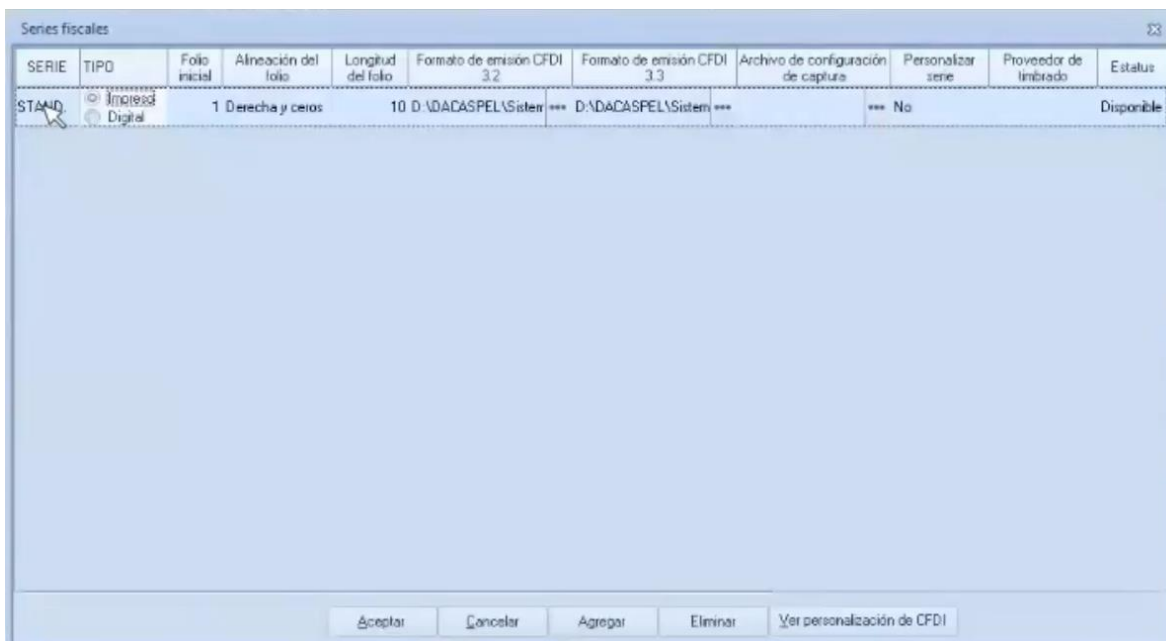 Series fiscales
SERIE TIPO Folio inicial Alineación del folio Longitud del folio Formato de emisión CFDI 3.2 Formato de emisión CFDI 3.3 Archivo de configuración de captura Personalizar serie Proveedor de timbrado Estatus
STAND. Impreso 1 Derecha y ceros 10 D:\DACASPEL\Sistem ... D:\DACASPEL\Sistem ... ... No Disponible
Digital
Aceptar Cancelar Agregar Eliminar Ver personalización de CFDI